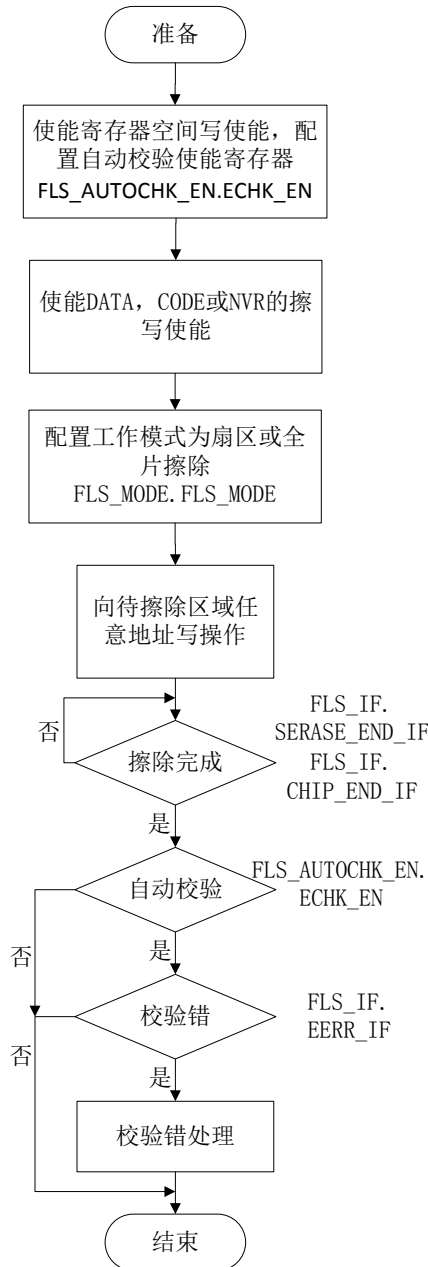 准备
使能寄存器空间写使能，配
置自动校验使能寄存器
FLS_AUTOCHK_EN.ECHK_EN
使能DATA，CODE或NVR的擦
写使能
配置工作模式为扇区或全
片擦除
FLS_MODE.FLS_MODE
向待擦除区域任
意地址写操作
否
擦除完成
FLS_IF.
SERASE_END_IF
FLS_IF.
CHIP_END_IF
是
自动校验
FLS_AUTOCHK_EN.
ECHK_EN
否
是
校验错
FLS_IF.
EERR_IF
否
是
校验错处理
结束